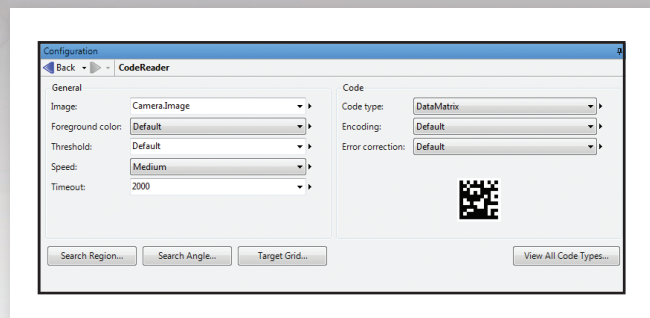 Configuration
Back CodeReader
General
Image: Camera.Image
Foreground color: Default
Threshold: Default
Speed: Medium
Timeout: 2000
Search Region... Search Angle... Target Grid...
Code
Code type: DataMatrix
Encoding: Default
Error correction: Default
View All Code Types...